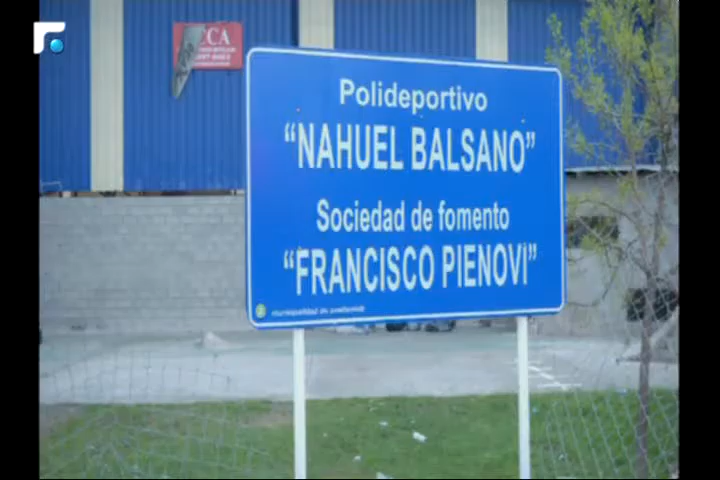 Polideportivo
“NAHUEL BALSANO”
Sociedad de fomento
“FRANCISCO PIENOVI”